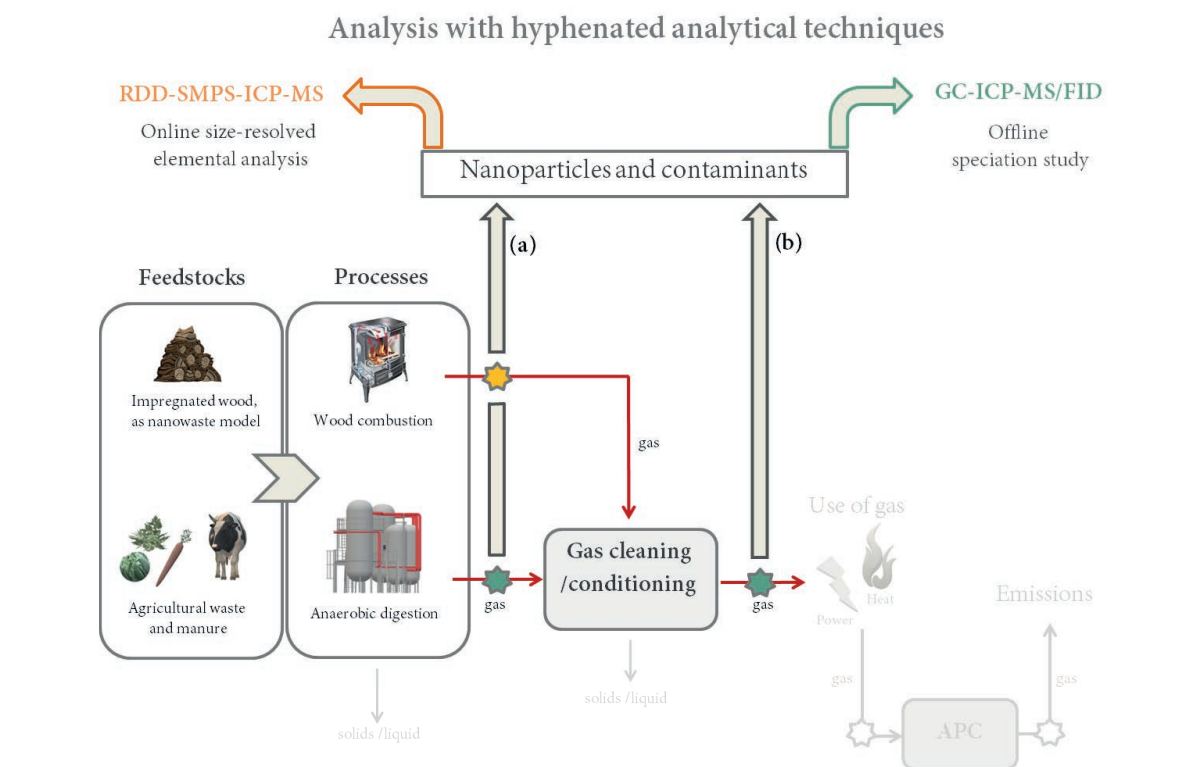 Analysis with hyphenated analytical techniques
RDD-SMPS-ICP-MS
Online size-resolved
elemental analysis
GC-ICP-MS/FID
Offline
speciation study
Nanoparticles and contaminants
(a)
(b)
Feedstocks
Processes
Impregnated wood,
as nanowaste model
Wood combustion
gas
Agricultural waste
and manure
Anaerobic digestion
gas
Gas cleaning
/conditioning
gas
Use of gas
Heat
Power
Emissions
gas
gas
APC
solids /liquid
solids /liquid